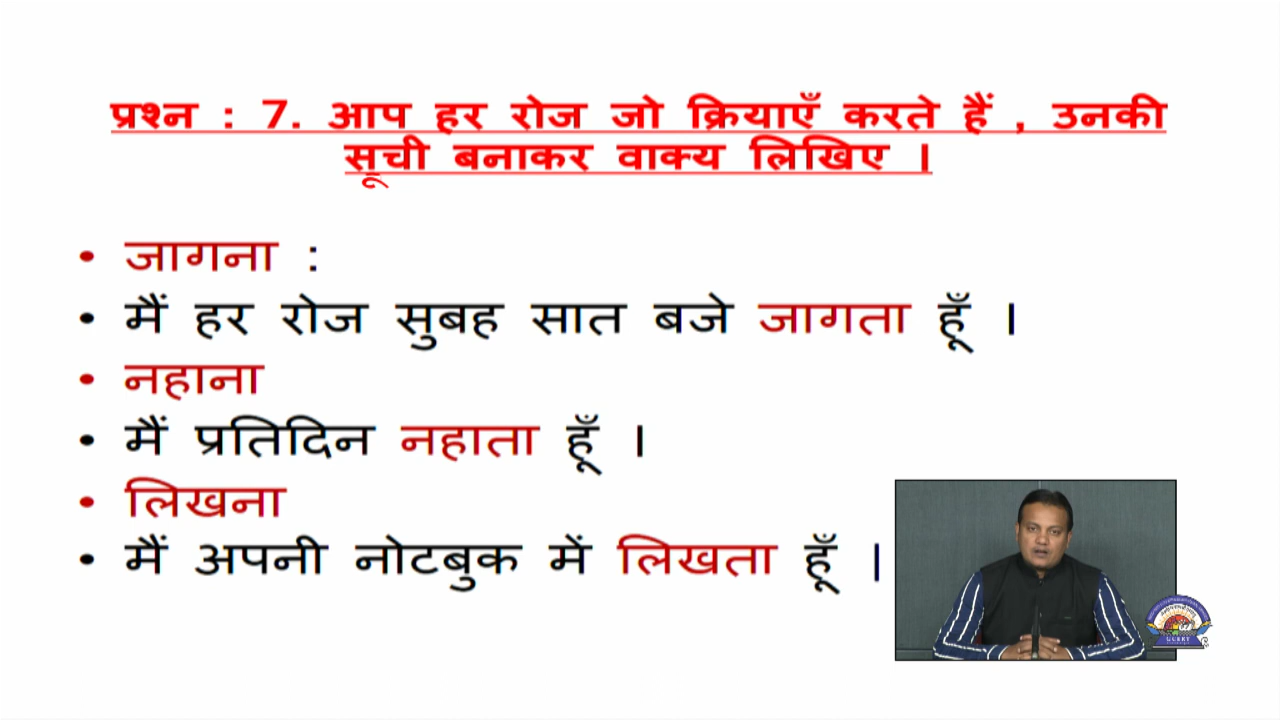 प्रश्न : 7. आप हर रोज जो क्रियाएँ करते हैं , उनकी
सूची बनाकर वाक्य लिखिए ।
• जागना :
• मैं हर रोज सुबह सात बजे जागता हूँ ।
• नहाना
• मैं प्रतिदिन नहाता हूँ ।
• लिखना
• मैं अपनी नोटबुक में लिखता हूँ ।